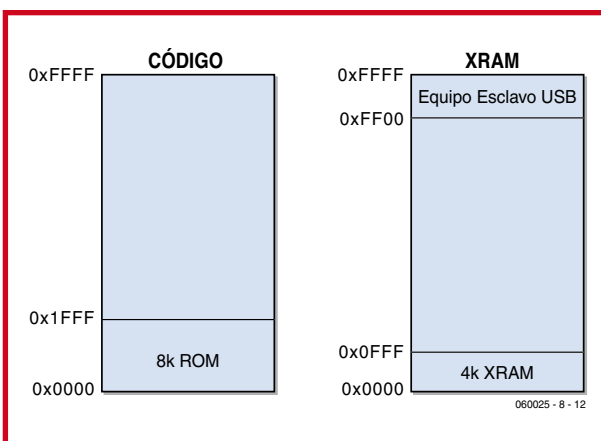 CÓDIGO
0xFFFF
0x1FFF
8k ROM
0x0000
XRAM
0xFFFF
Equipo Esclavo USB
0xFF00
0x0FFF
4k XRAM
0x0000
060025 - 8 - 12